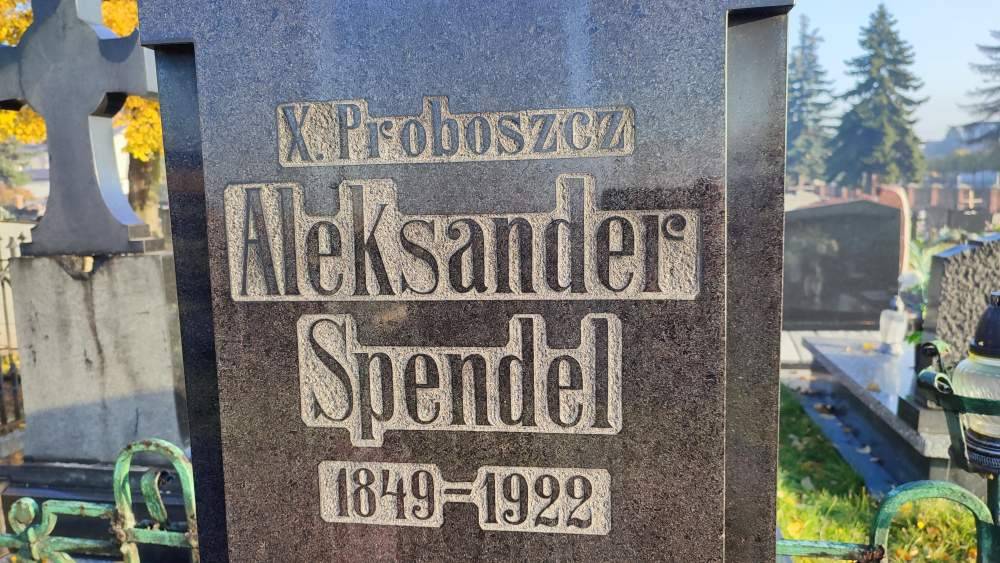 X. Proboszcz
Aleksander
Spendel
1849=1922